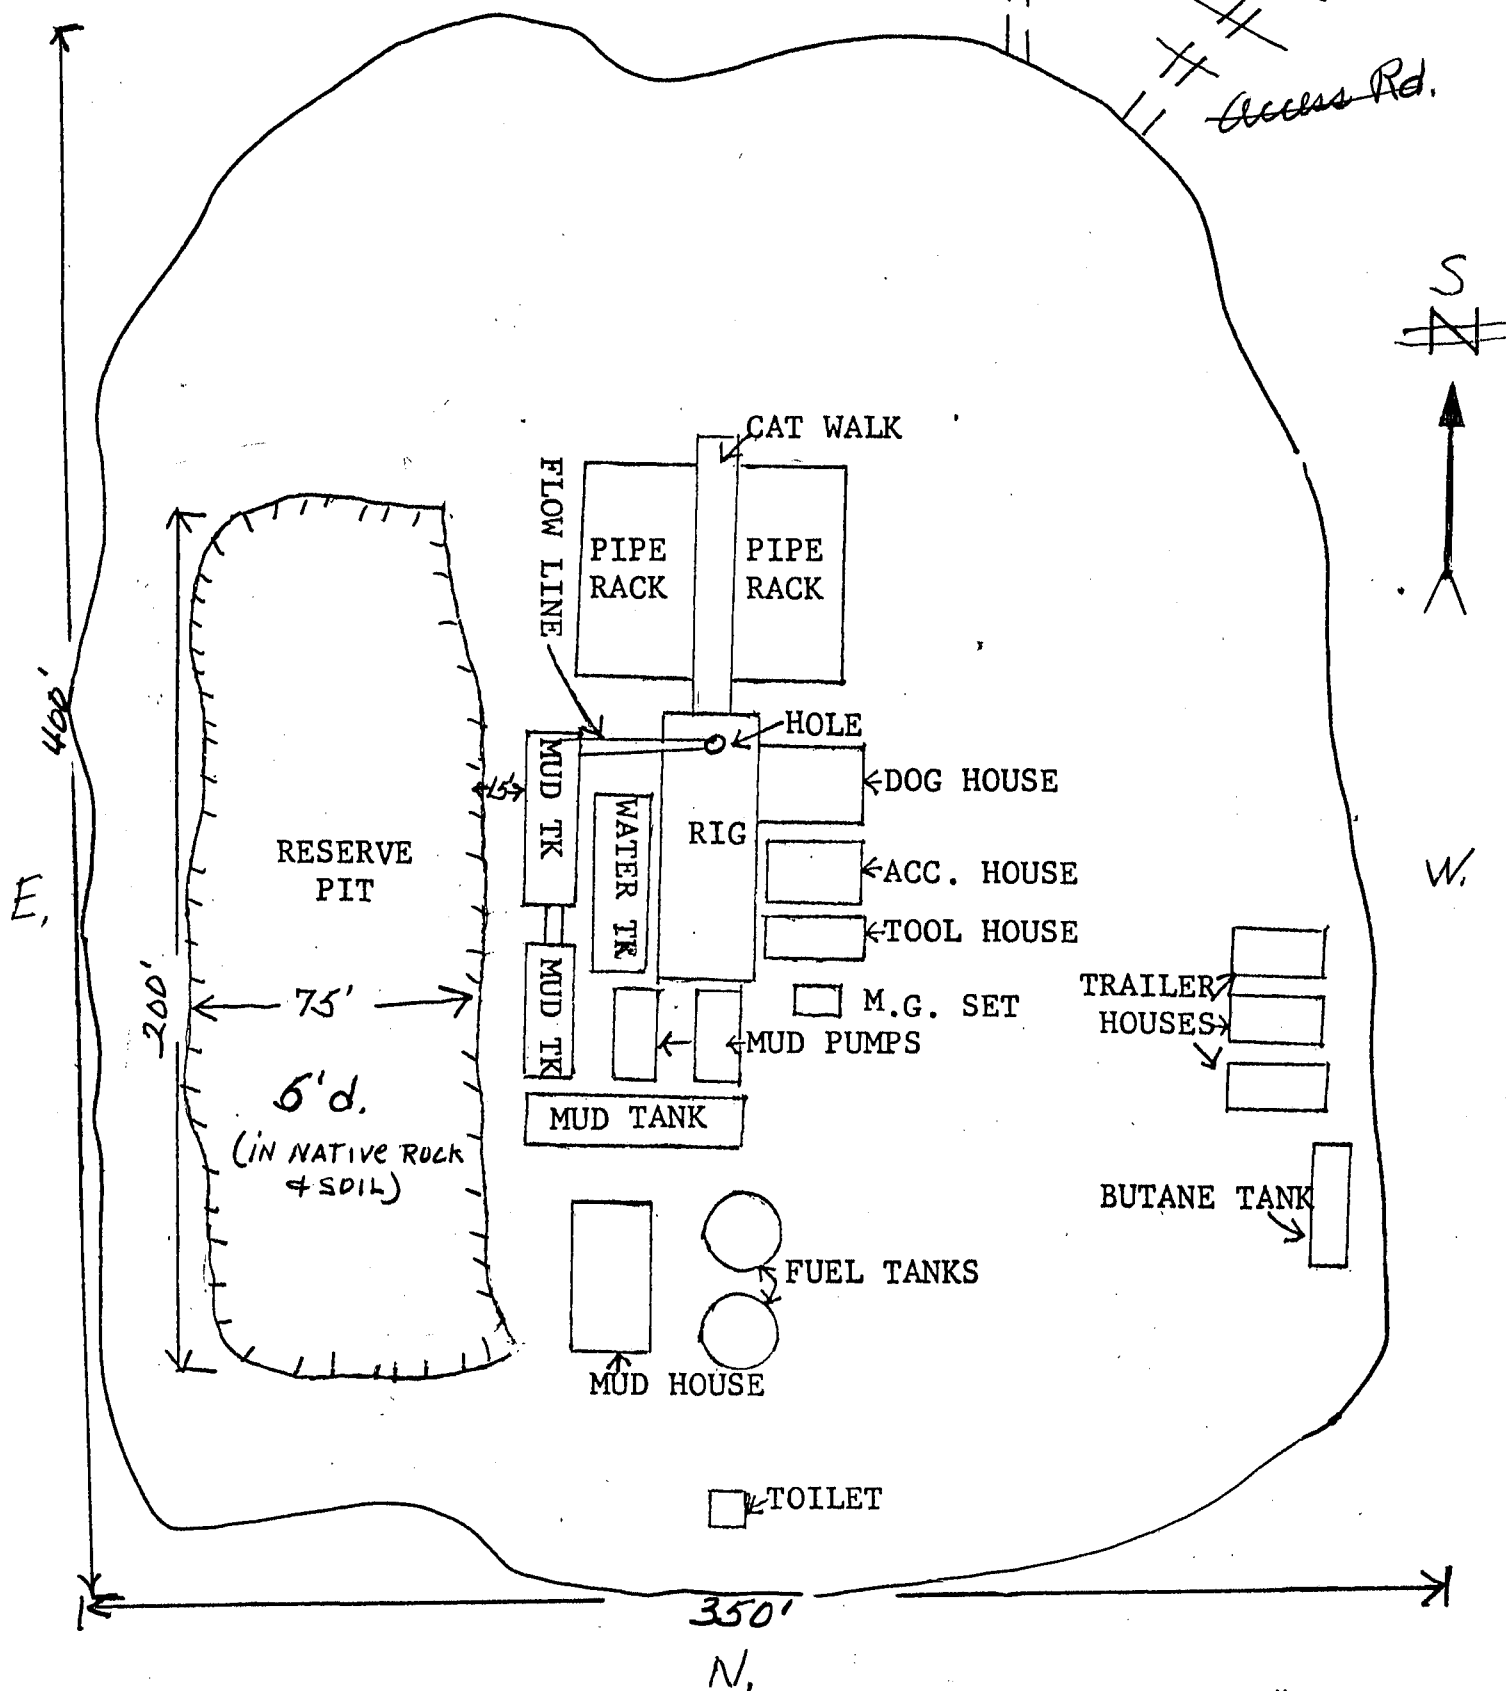 Access Rd.
S
N
CAT WALK
FLOW LINE
PIPE
RACK
PIPE
RACK
400'
HOLE
MUD TK
15'
DOG HOUSE
WATER TK
RIG
RESERVE
PIT
ACC. HOUSE
E.
W.
TOOL HOUSE
MUD TK
200'
75'
M.G. SET
TRAILER
HOUSES
MUD PUMPS
6'd.
(IN NATIVE ROCK
& SOIL)
MUD TANK
BUTANE TANK
FUEL TANKS
MUD HOUSE
TOILET
350'
N.